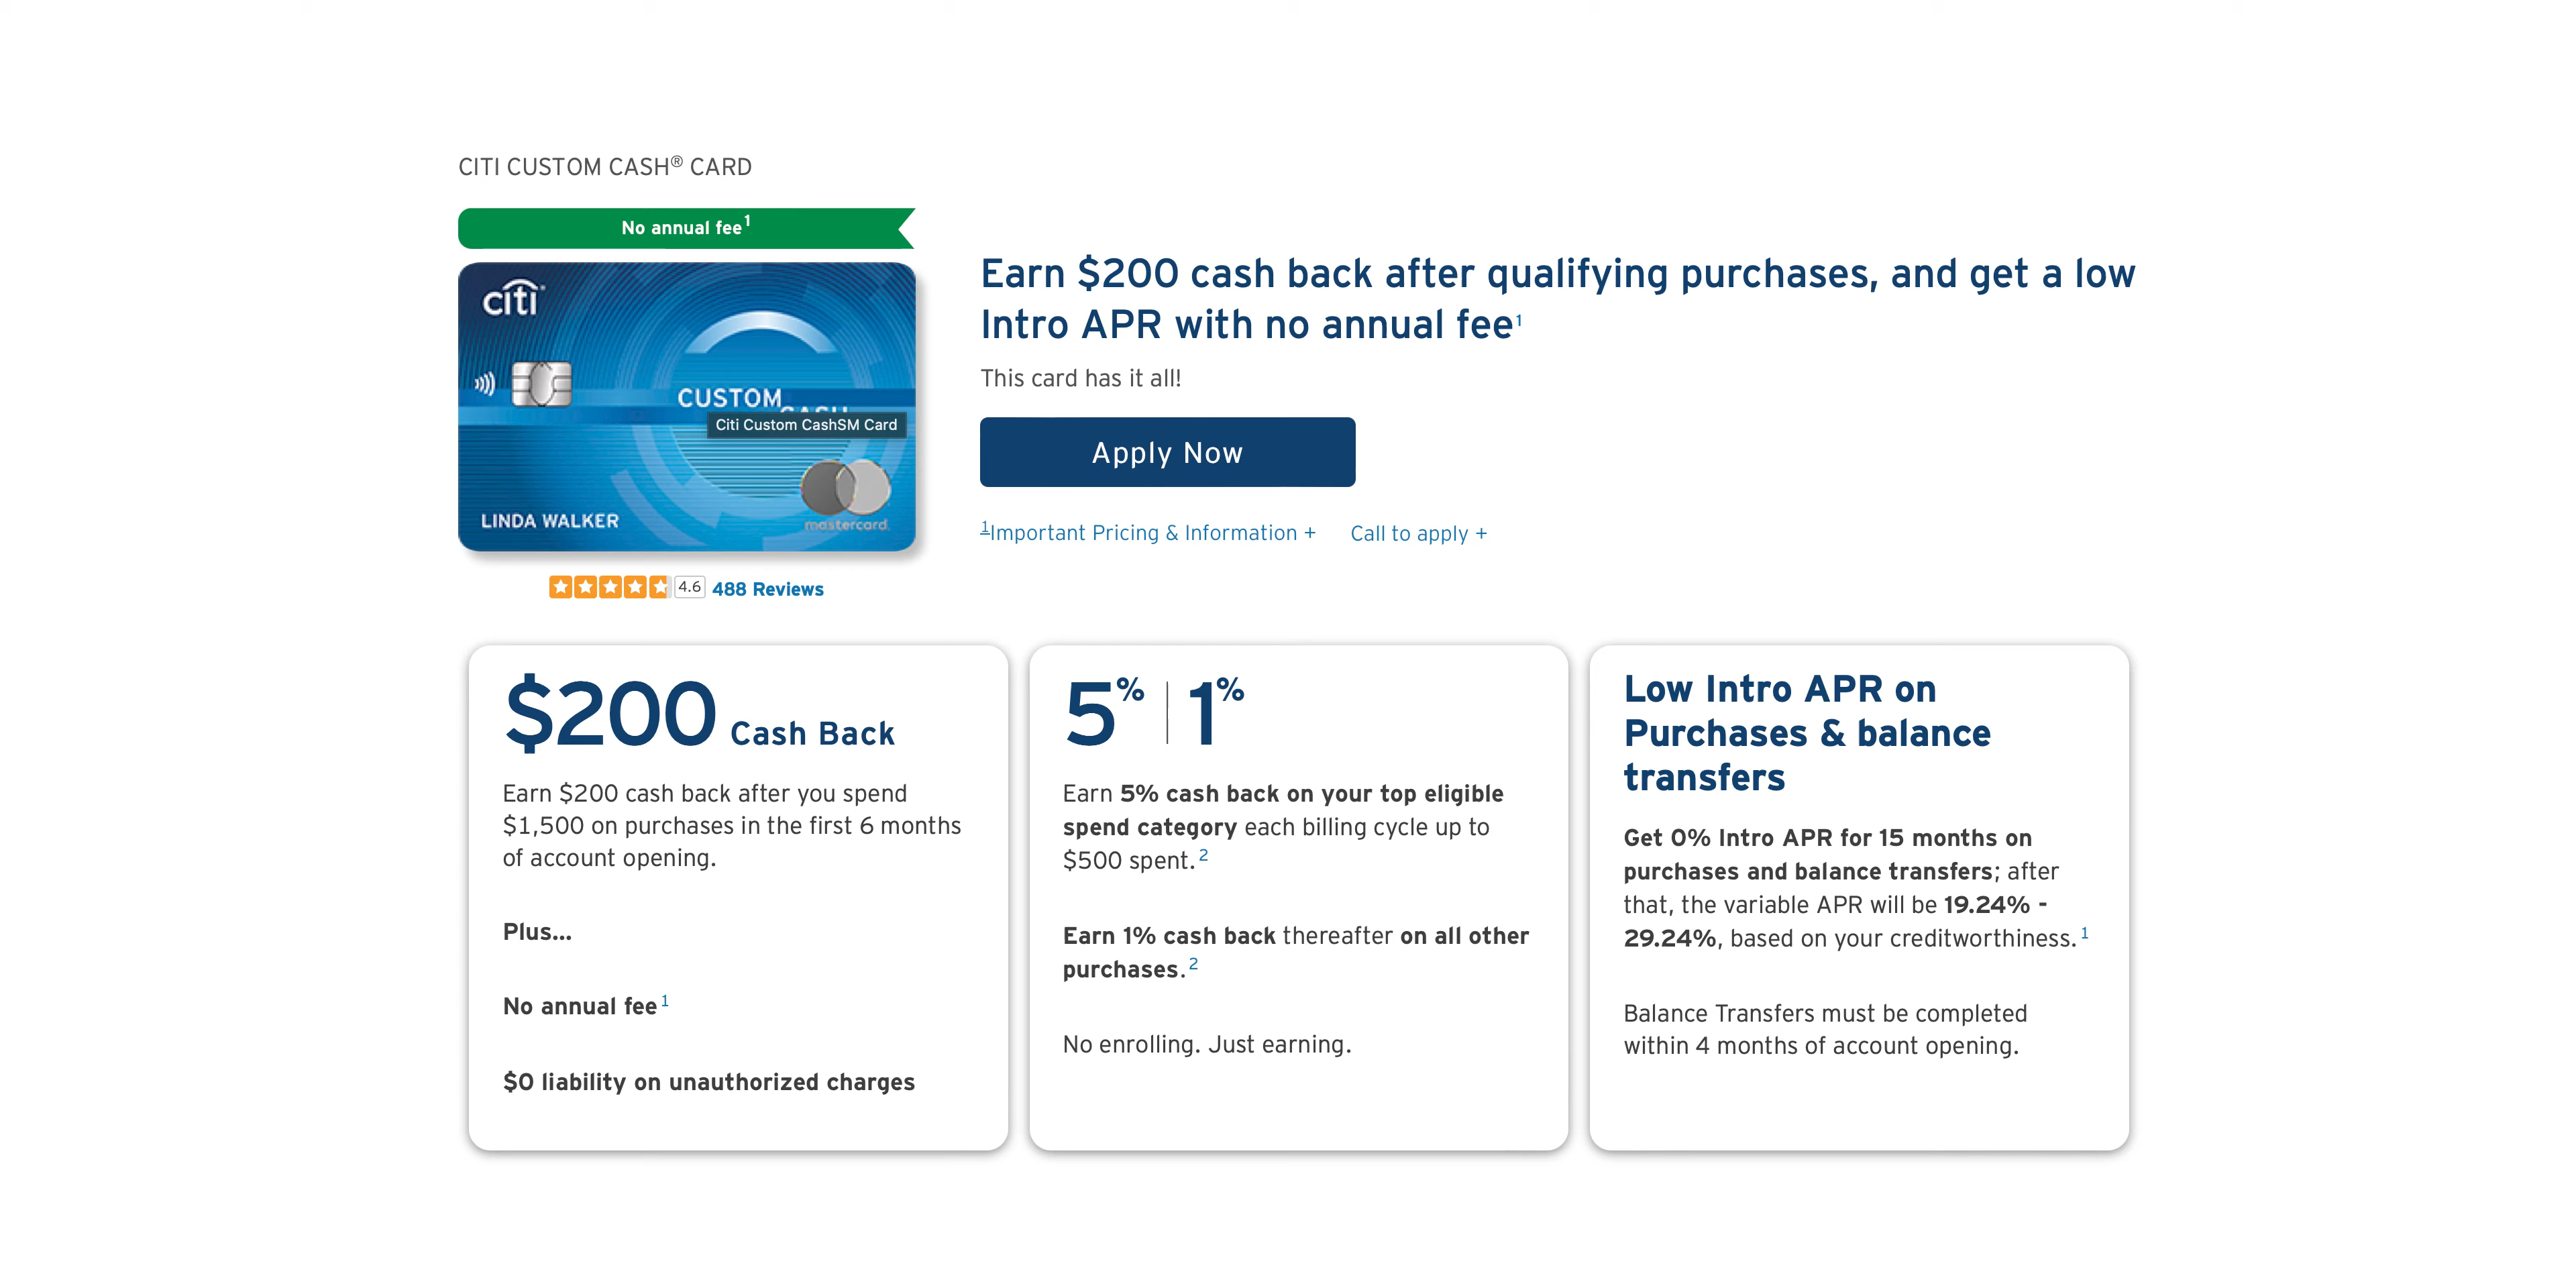 CITI CUSTOM CASH® CARD
No annual fee1
citi
CUSTOM
Citi Custom CashSM Card
LINDA WALKER
mastercard
4.6 488 Reviews
Earn $200 cash back after qualifying purchases, and get a low
Intro APR with no annual fee1
This card has it all!
Apply Now
1Important Pricing & Information + Call to apply +
$200 Cash Back
Earn $200 cash back after you spend
$1,500 on purchases in the first 6 months
of account opening.
Plus...
No annual fee1
$0 liability on unauthorized charges
5% | 1%
Earn 5% cash back on your top eligible
spend category each billing cycle up to
$500 spent.2
Earn 1% cash back thereafter on all other
purchases.2
No enrolling. Just earning.
Low Intro APR on
Purchases & balance
transfers
Get 0% Intro APR for 15 months on
purchases and balance transfers; after
that, the variable APR will be 19.24% -
29.24%, based on your creditworthiness.1
Balance Transfers must be completed
within 4 months of account opening.